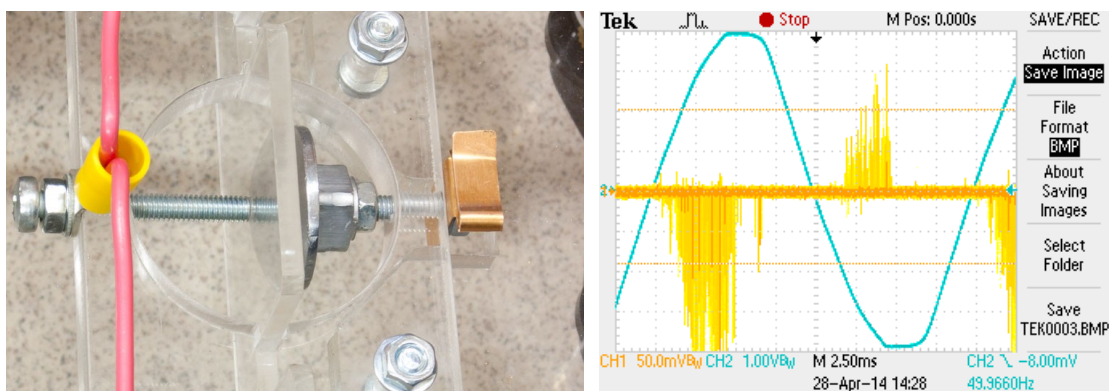 Tek Stop M Pos: 0.000s SAVE/REC
Action
Save Image
File
Format
BMP
About
Saving
Images
Select
Folder
Save
TEK0003.BMP
CH1 50.0mVBW CH2 1.00VBW M 2.50ms CH2 -8.00mV
28-Apr-14 14:28 49.9660Hz